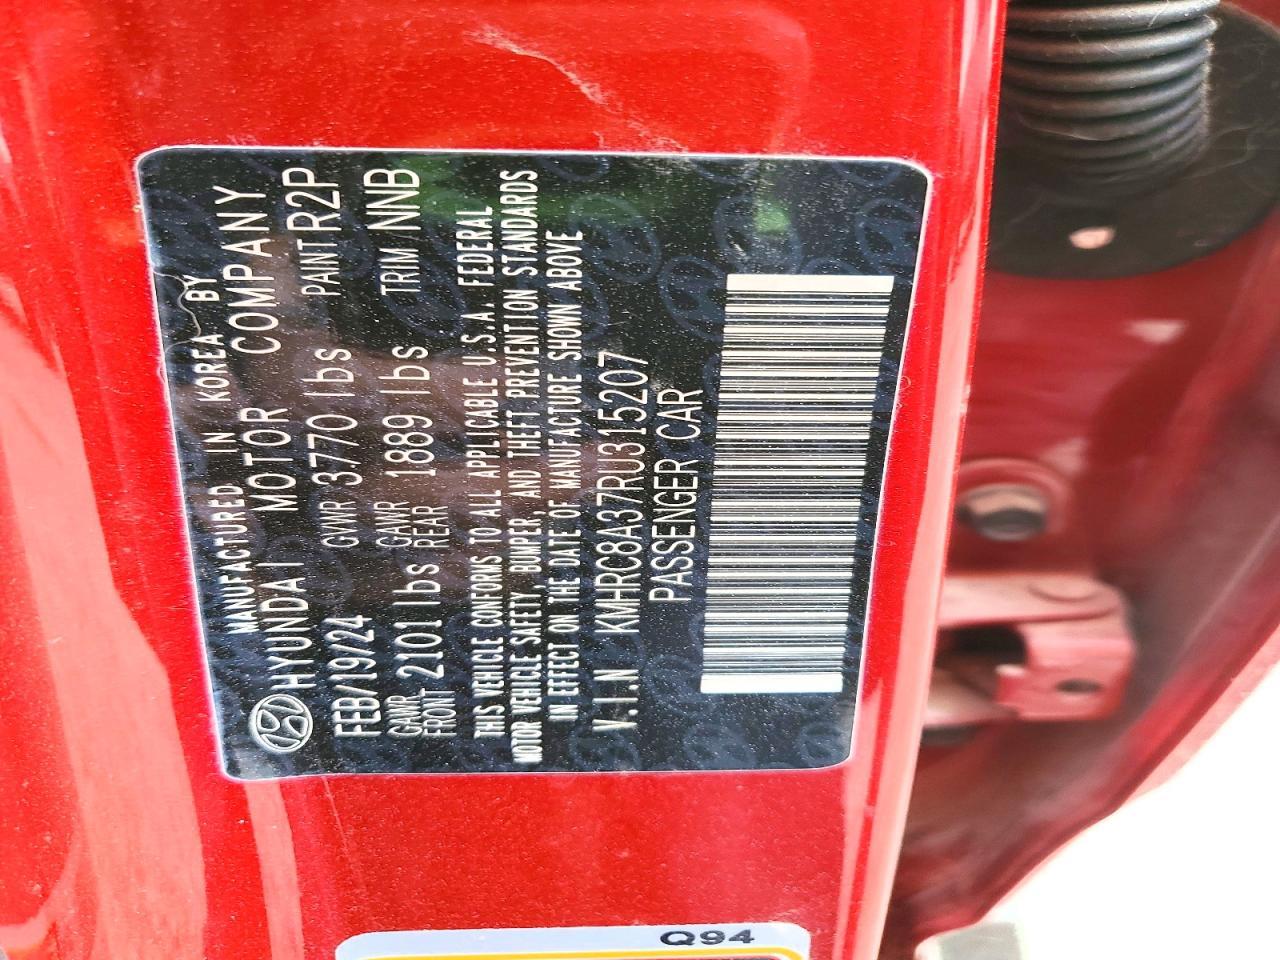 MANUFACTURED IN KOREA BY
HYUNDAI MOTOR COMPANY
FEB/19/24 GVWR 3770 lbs PAINT R2P
GAWR FRONT 2101 lbs GAWR REAR 1889 lbs TRIM NNB
THIS VEHICLE CONFORMS TO ALL APPLICABLE U.S.A. FEDERAL
MOTOR VEHICLE SAFETY, BUMPER, AND THEFT PREVENTION STANDARDS
IN EFFECT ON THE DATE OF MANUFACTURE SHOWN ABOVE
V.I.N KMHRC8A37RU315207
PASSENGER CAR
Q94